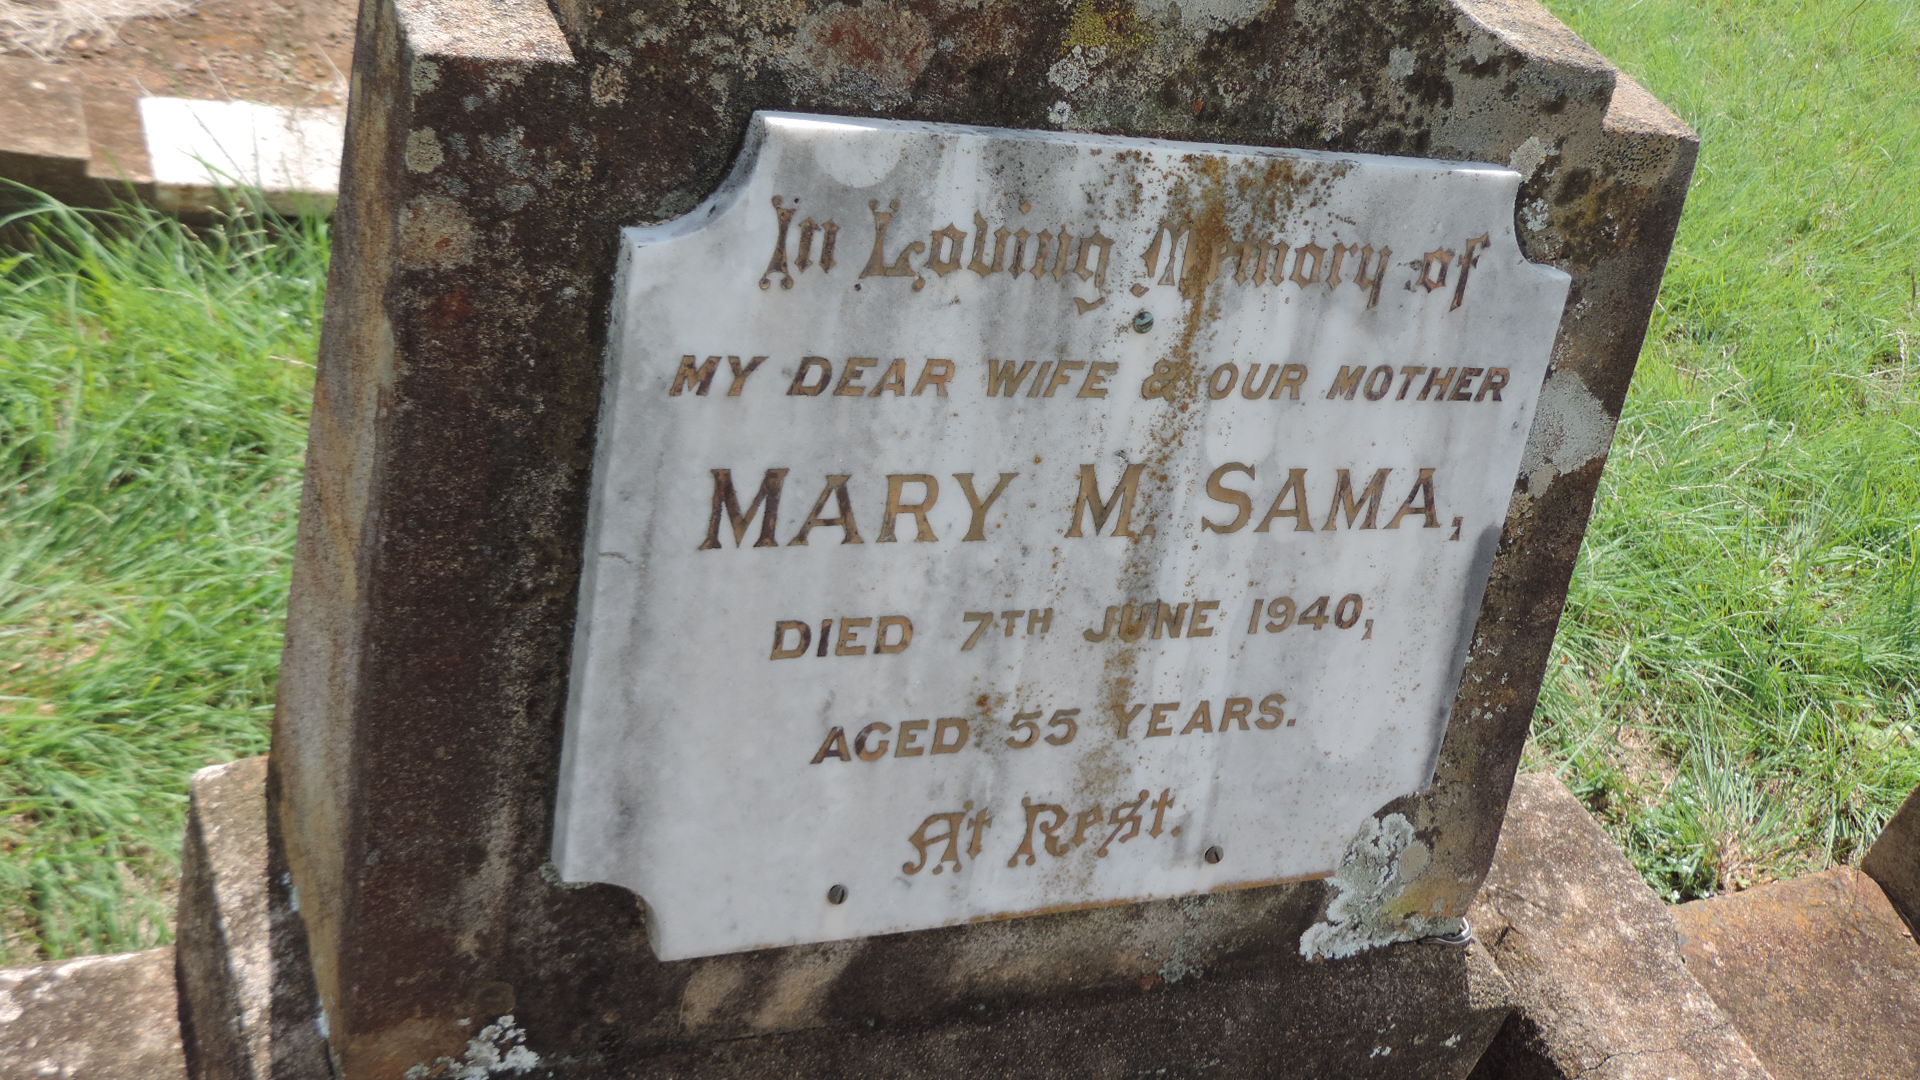 In Loving Memory of
MY DEAR WIFE & OUR MOTHER
MARY M. SAMA,
DIED 7TH JUNE 1940,
AGED 55 YEARS.
At Rest.